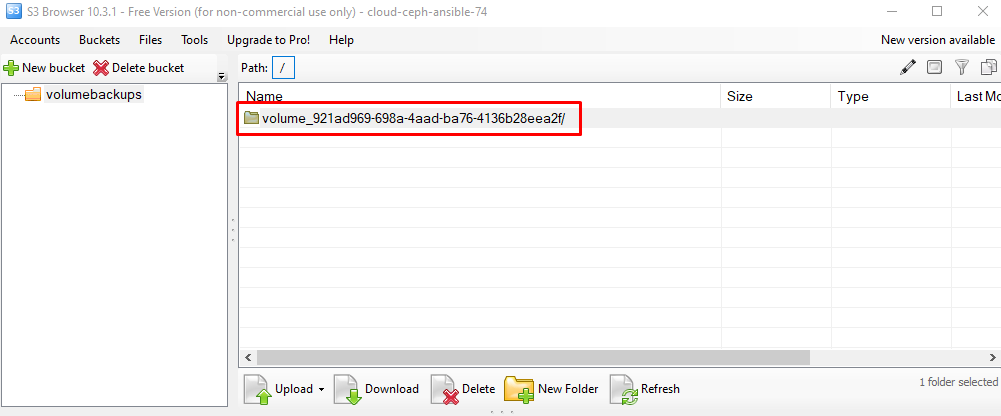 S3 S3 Browser 10.3.1 - Free Version (for non-commercial use only) - cloud-ceph-ansible-74
Accounts Buckets Files Tools Upgrade to Pro! Help New version available
New bucket Delete bucket Path: /
volumebackups
Name Size Type Last Mo
volume_921ad969-698a-4aad-ba76-4136b28eea2f/
Upload Download Delete New Folder Refresh 1 folder selected